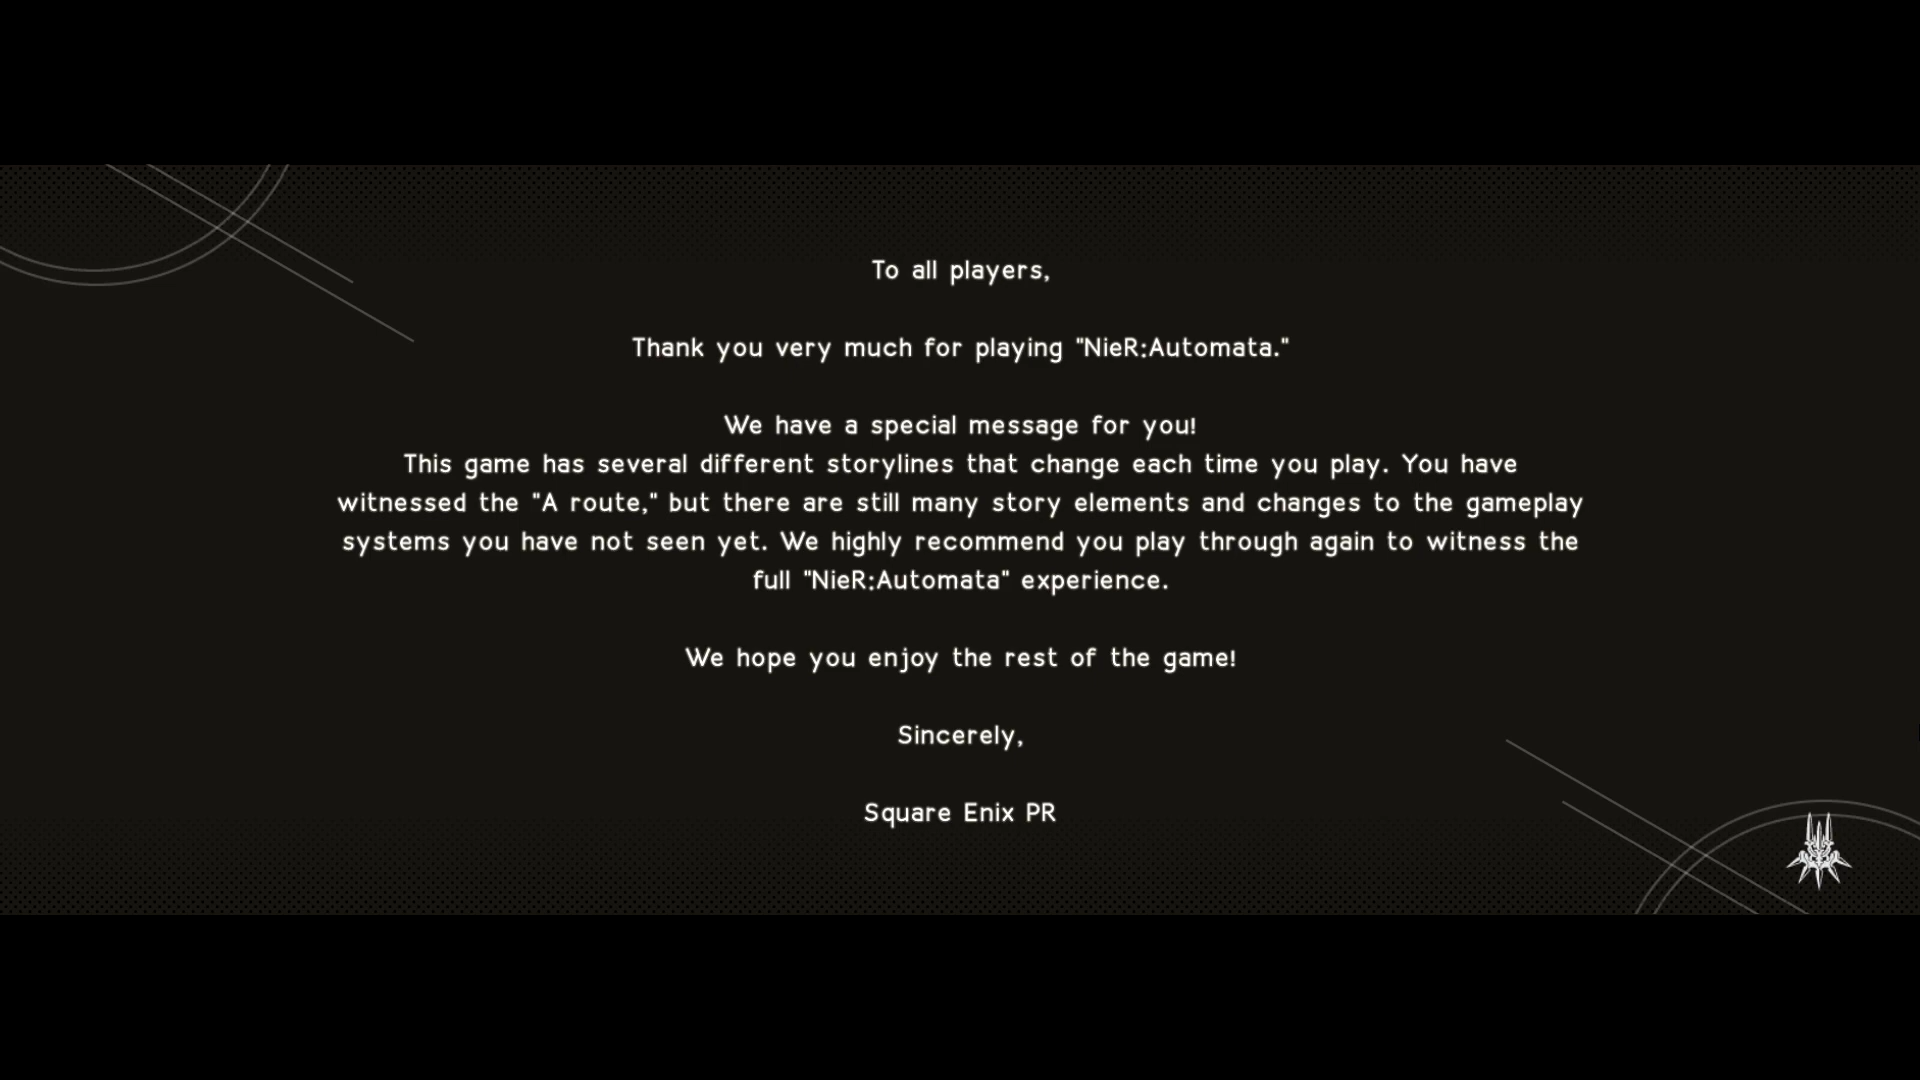 To all players,
Thank you very much for playing "NieR:Automata."
We have a special message for you!
This game has several different storylines that change each time you play. You have
witnessed the "A route," but there are still many story elements and changes to the gameplay
systems you have not seen yet. We highly recommend you play through again to witness the
full "NieR:Automata" experience.
We hope you enjoy the rest of the game!
Sincerely,
Square Enix PR